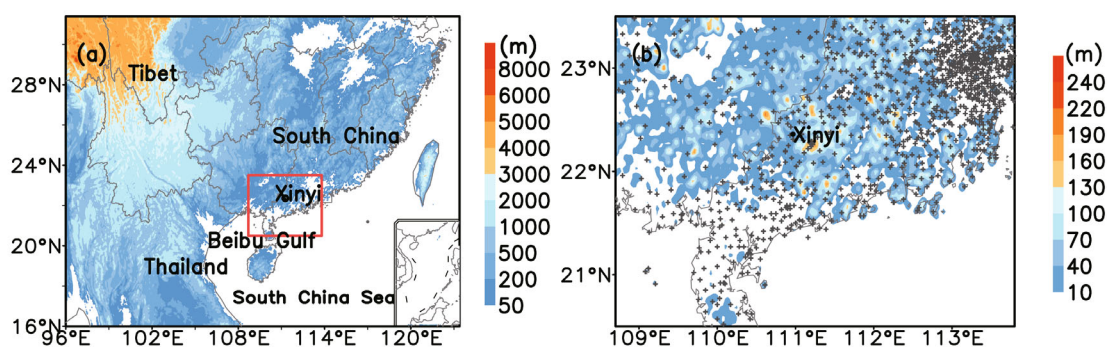 (a)
Tibet
South China
Xinyi
Beibu Gulf
Thailand
South China Sea
28°N
24°N
20°N
16°N
96°E 102°E 108°E 114°E 120°E
(m)
8000
6000
5000
4000
3000
2000
1000
500
200
50
(b)
Xinyi
23°N
22°N
21°N
109°E 110°E 111°E 112°E 113°E
(m)
240
220
190
160
130
100
70
40
10